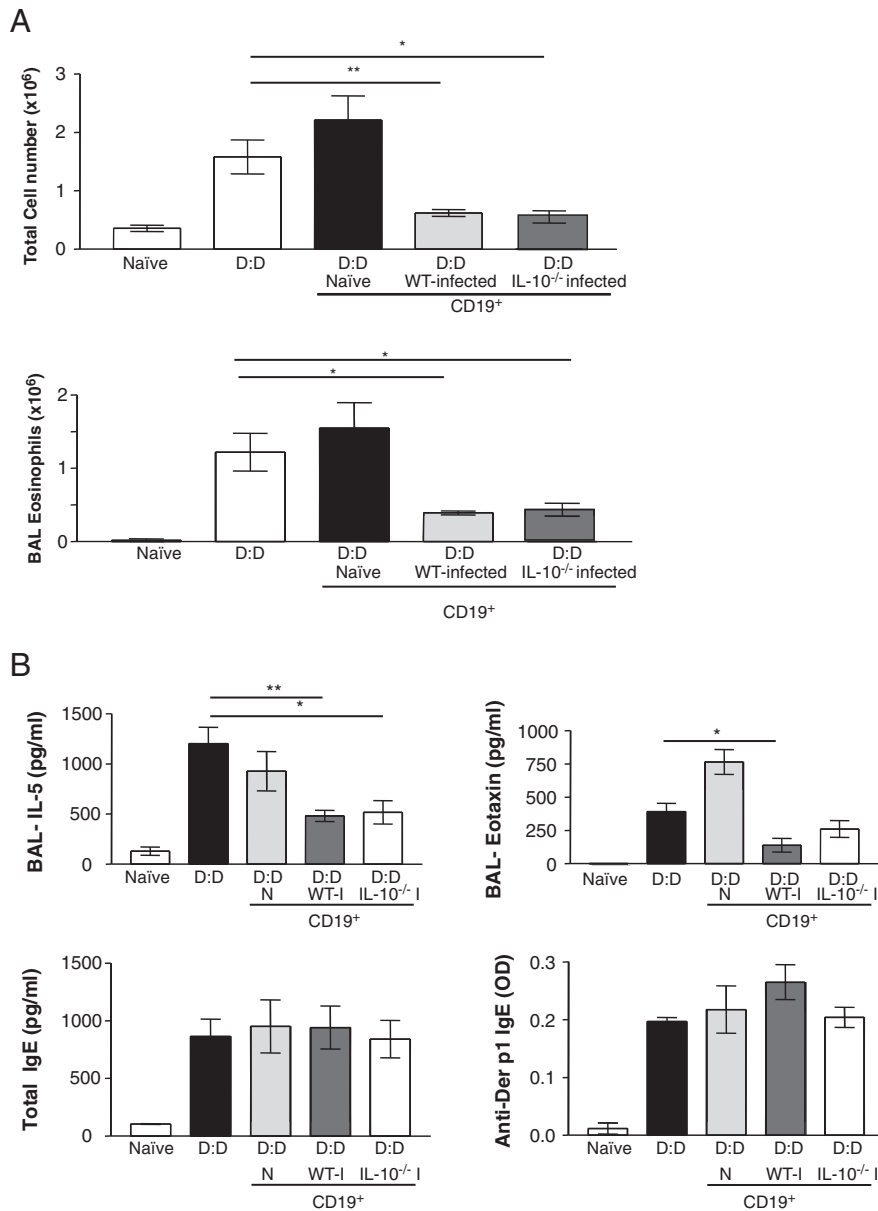 A
*
**
Total Cell number (x10⁶)
3
2
1
0
Naïve
D:D
D:D
Naïve
D:D
WT-infected
D:D
IL-10⁻/⁻ infected
CD19⁺
*
*
BAL Eosinophils (x10⁶)
2
1
0
Naïve
D:D
D:D
Naïve
D:D
WT-infected
D:D
IL-10⁻/⁻ infected
CD19⁺
B
**
*
BAL- IL-5 (pg/ml)
1500
1000
500
0
Naïve
D:D
D:D
N
D:D
WT-I
D:D
IL-10⁻/⁻ I
CD19⁺
*
BAL- Eotaxin (pg/ml)
1000
750
500
250
0
Naïve
D:D
D:D
N
D:D
WT-I
D:D
IL-10⁻/⁻ I
CD19⁺
Total IgE (pg/ml)
1500
1000
500
0
Naïve
D:D
D:D
N
D:D
WT-I
D:D
IL-10⁻/⁻ I
CD19⁺
Anti-Der p1 IgE (OD)
0.3
0.2
0.1
0.0
Naïve
D:D
D:D
N
D:D
WT-I
D:D
IL-10⁻/⁻ I
CD19⁺